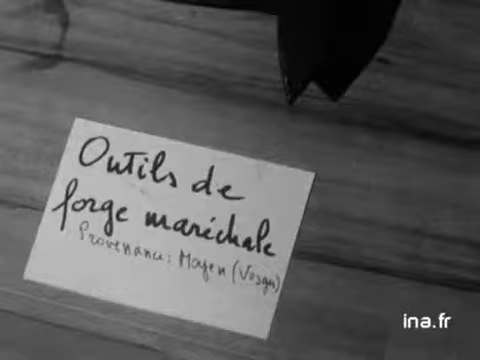 Outils de
forge maréchale
Provenance: Moyen (Vosges)
ina.fr